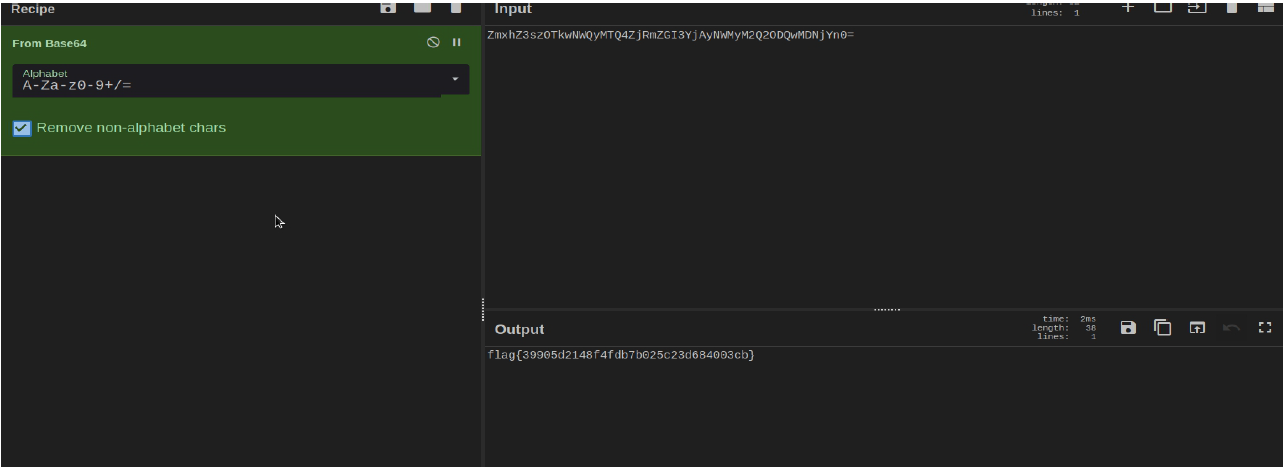 Recipe
From Base64
Alphabet
A-Za-z0-9+/=
Remove non-alphabet chars
Input
lines: 1
ZmxhZ3szOTkwNWQyMTQ4ZjRmZGI3YjAyNWMyM2Q2ODQwMDNjYn0=
Output
time: 2ms
length: 38
lines: 1
flag{39905d2148f4fdb7b025c23d684003cb}